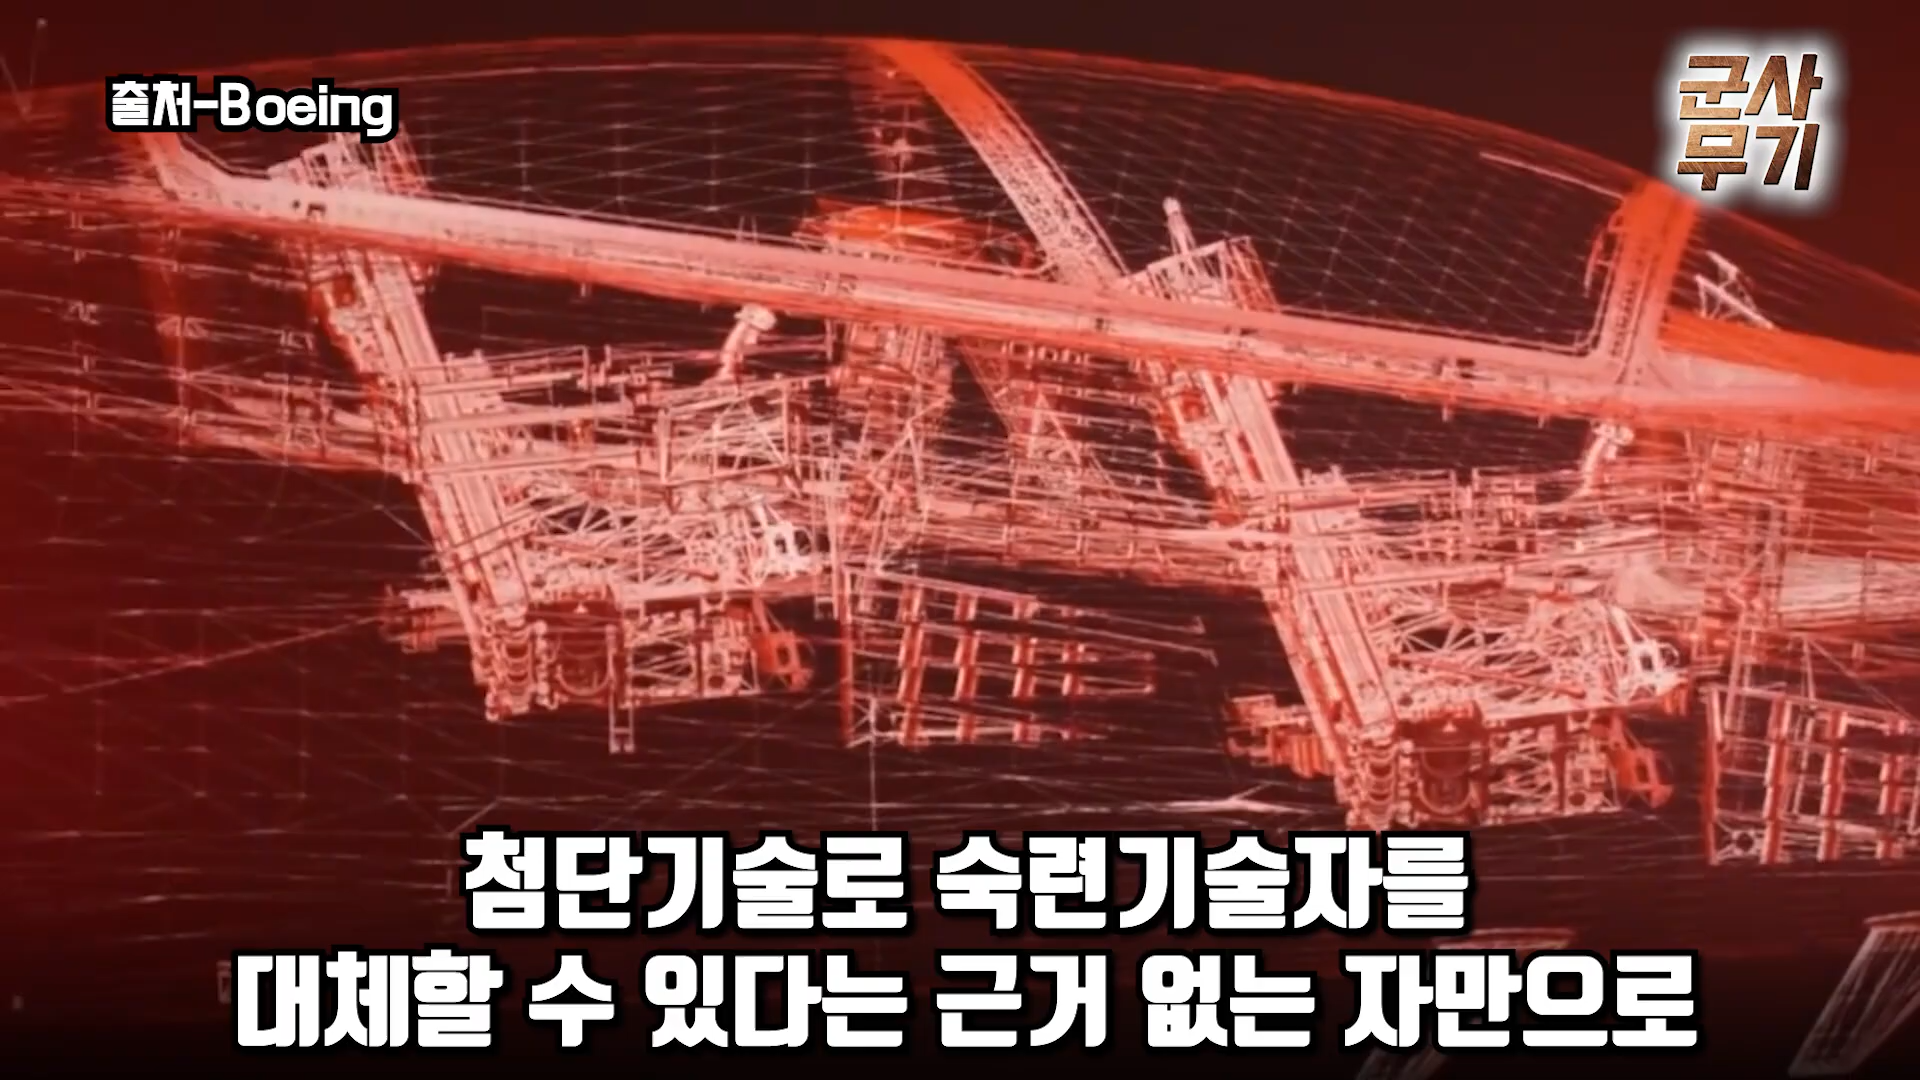 출처-Boeing
군사
무기
첨단기술로 숙련기술자를
대체할 수 있다는 근거 없는 자만으로